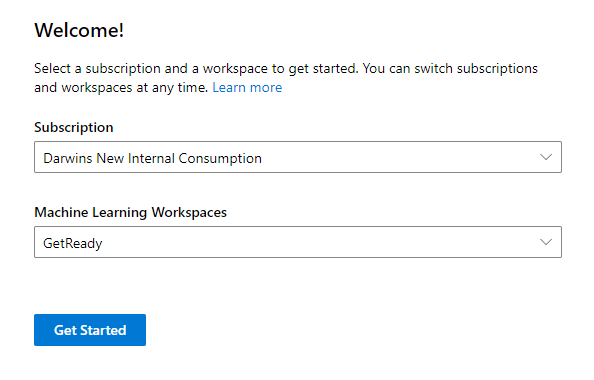 Welcome!
Select a subscription and a workspace to get started. You can switch subscriptions
and workspaces at any time. Learn more
Subscription
Darwins New Internal Consumption
Machine Learning Workspaces
GetReady
Get Started